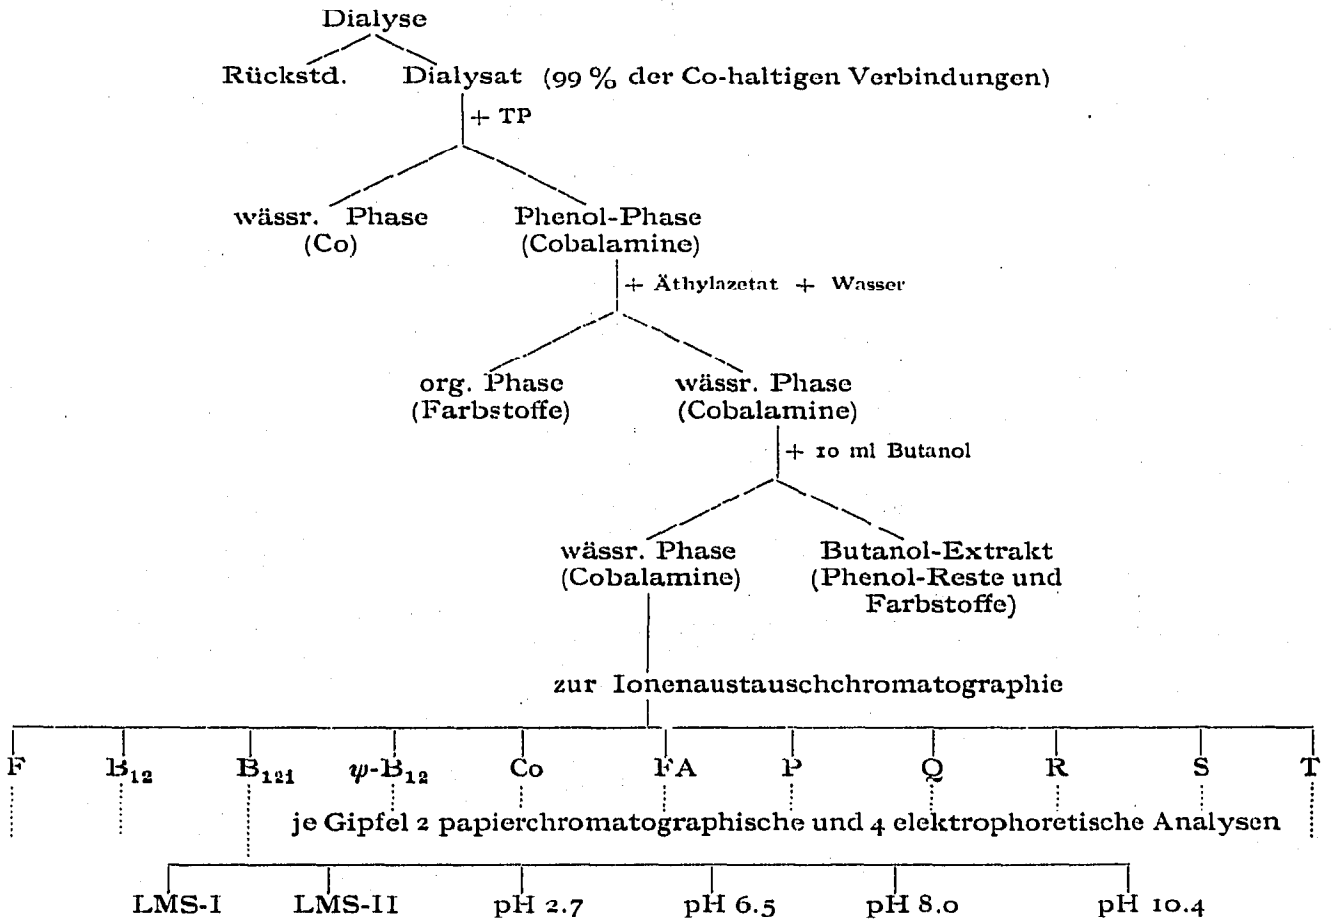 Dialyse
Rückstd. Dialysat (99 % der Co-haltigen Verbindungen)
+ TP
wässr. Phase Phenol-Phase
(Co) (Cobalamine)
+ Äthylazetat + Wasser
org. Phase wässr. Phase
(Farbstoffe) (Cobalamine)
+ 10 ml Butanol
wässr. Phase Butanol-Extrakt
(Cobalamine) (Phenol-Reste und
Farbstoffe)
zur Ionenaustauschchromatographie
F B₁₂ B₁₂₁ ψ-B₁₂ Co FA P Q R S T
je Gipfel 2 papierchromatographische und 4 elektrophoretische Analysen
LMS-I LMS-II pH 2.7 pH 6.5 pH 8.0 pH 10.4